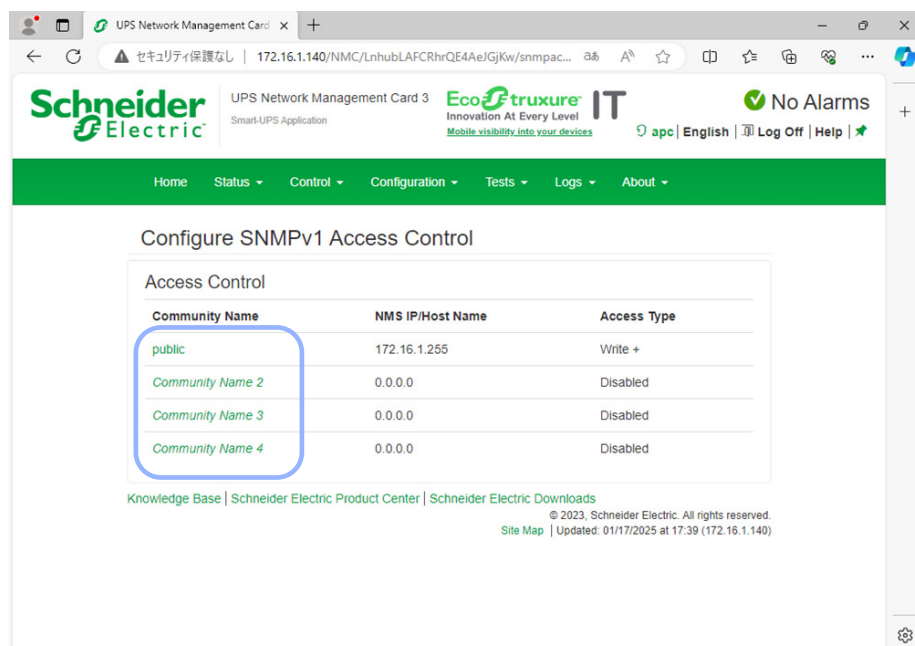 UPS Network Management Card
セキュリティ保護なし | 172.16.1.140/NMC/LnhubLAFCRhrQE4AeJGjKw/snmpac... aあ A
Schneider Electric
UPS Network Management Card 3
Smart-UPS Application
EcoStruxure IT
Innovation At Every Level
Mobile visibility into your devices
No Alarms
apc | English | Log Off | Help |
Home Status Control Configuration Tests Logs About
Configure SNMPv1 Access Control
Access Control
Community Name NMS IP/Host Name Access Type
public 172.16.1.255 Write +
Community Name 2 0.0.0.0 Disabled
Community Name 3 0.0.0.0 Disabled
Community Name 4 0.0.0.0 Disabled
Knowledge Base | Schneider Electric Product Center | Schneider Electric Downloads
© 2023, Schneider Electric. All rights reserved.
Site Map | Updated: 01/17/2025 at 17:39 (172.16.1.140)